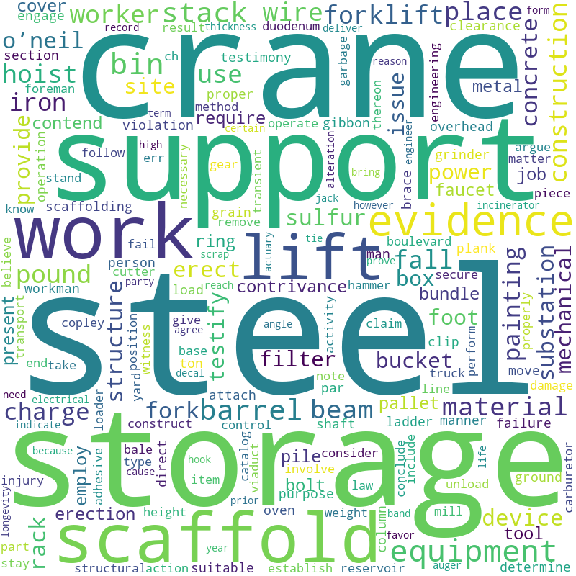 cover
engage
worker
stack
wire
forklift
place
form
record
result
thickness
duodenum
deliver
clearance
o'neil
section
foreman
hoist
bin
use
ch
testimony
issue
garbage
reason
engineering
metal
concrete
construction
iron
site
term
method
require
proper
thereon
crane
contend
violation
high
certain
provide
operation
follow
err
operate
gibbon
overhead
argue
matter
stand
necessary
gear
transient
support
alteration
brace
engineer
job
scaffolding
jack
bring
grinder
power
piece
know
grain
remove
sulfur
however
incinerator
faucet
work
evidence
believe
fail
ring
tie
boulevard
plank
person
cutter
scrap
actuary
lift
fall
man
prove
secure
pound
erect
contrivance
box
painting
substation
mechanical
workman
party
load
reach
hammer
bundle
properly
present
transport
structure
copley
position
witness
testify
give
agree
angle
activity
claim
clip
perform
foot
steel
end
take
yard
base
ton
decal
filter
note
par
bucket
truck
move
need
electrical
attach
line
damage
charge
loader
fork
barrel
beam
pallet
material
indicate
construct
control
shaft
ladder
manner
failure
because
bale
type
cause
direct
catalog
viaduct
hook
item
pile
consider
involve
conclude
include
life
unload
ground
carburetor
storage
longevity
injury
employ
adhesive
purpose
bolt
law
device
erection
height
prior
oven
weight
column
band
mill
tool
part
stay
rack
suitable
year
scaffold
favor
equipment
structural
action
establish
reservoir
auger
determine